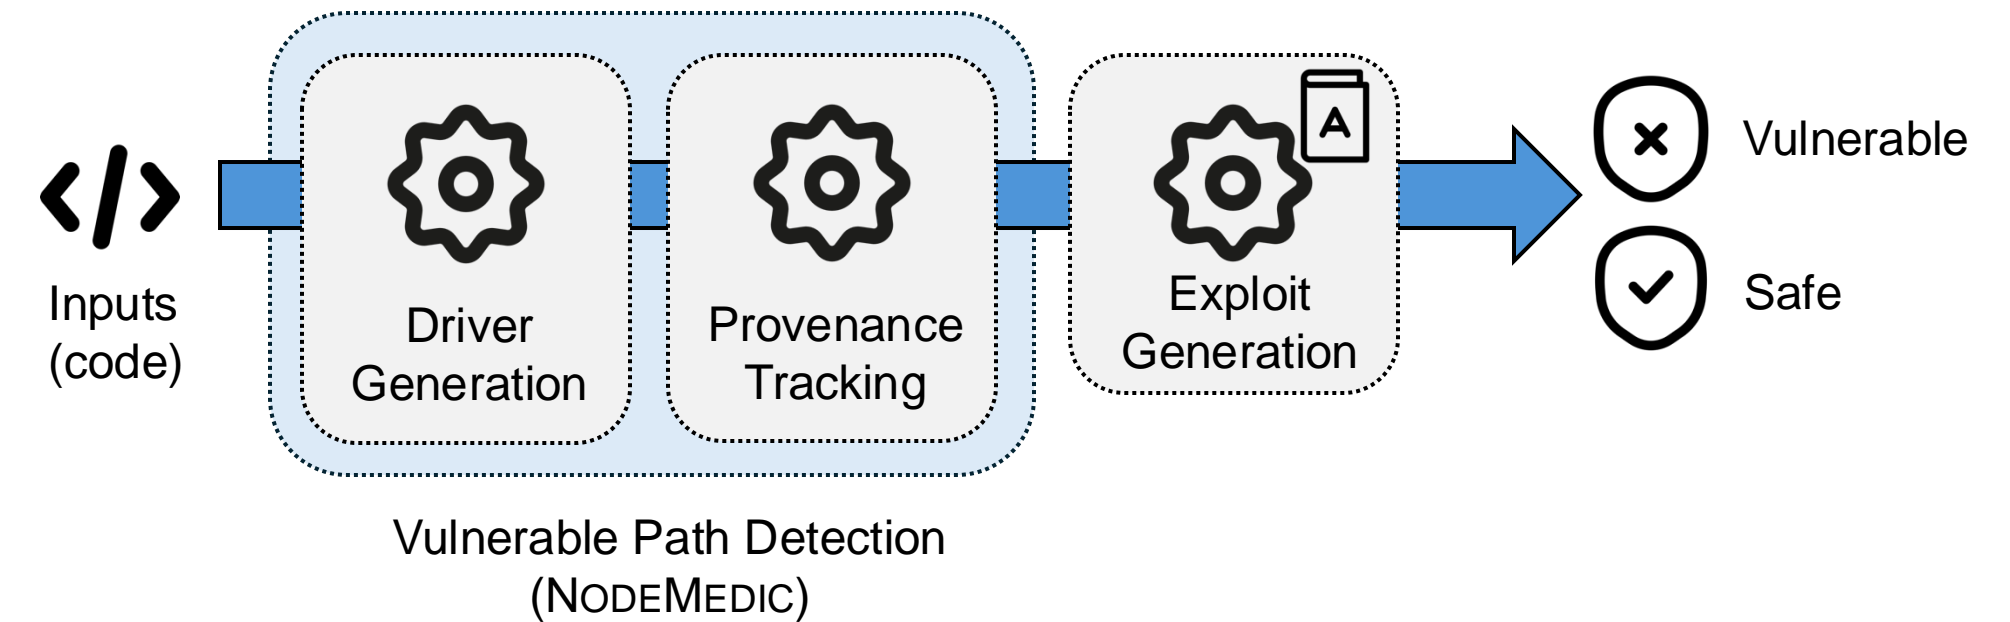 Inputs
(code)
Driver
Generation
Provenance
Tracking
A
Exploit
Generation
Vulnerable
Safe
Vulnerable Path Detection
(NODEMEDIC)